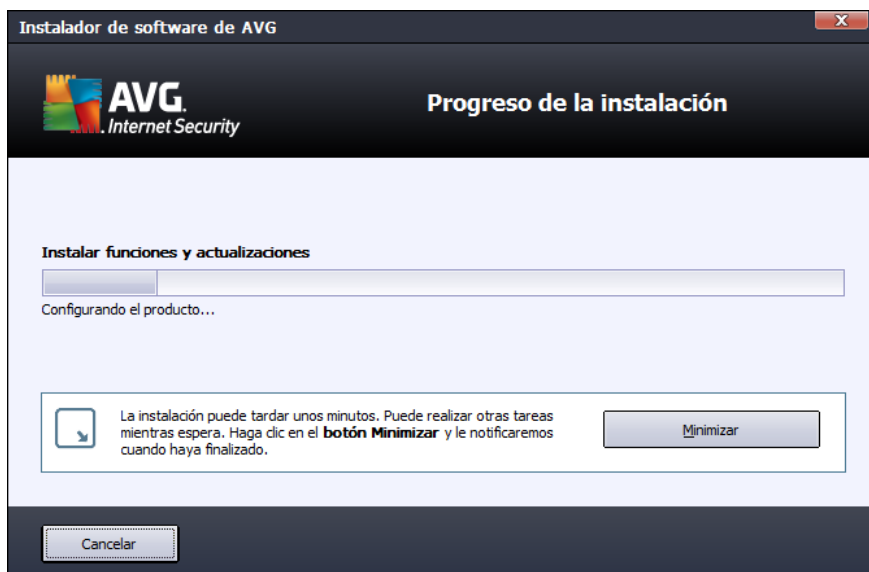 Instalador de software de AVG
AVG.
Internet Security
Progreso de la instalación
Instalar funciones y actualizaciones
Configurando el producto...
La instalación puede tardar unos minutos. Puede realizar otras tareas
mientras espera. Haga clic en el botón Minimizar y le notificaremos
cuando haya finalizado.
Minimizar
Cancelar